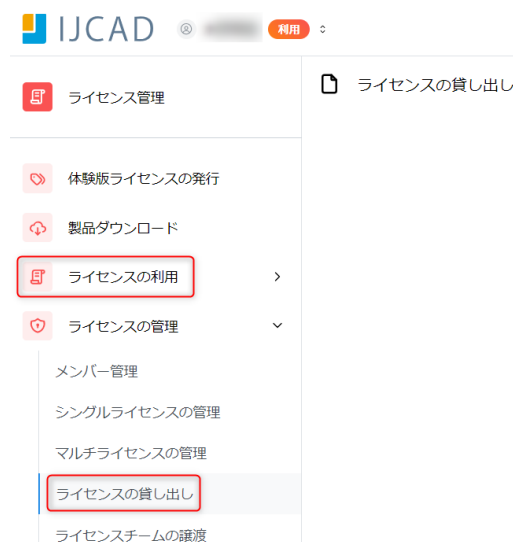 IJCAD
利用
ライセンス管理
ライセンスの貸し出し
体験版ライセンスの発行
製品ダウンロード
ライセンスの利用
ライセンスの管理
メンバー管理
シングルライセンスの管理
マルチライセンスの管理
ライセンスの貸し出し
ライセンスチームの譲渡